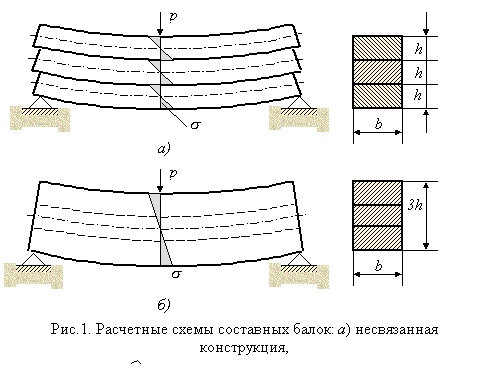 p
h
h
h
σ
b
а)
p
3h
σ
b
б)
Рис.1. Расчетные схемы составных балок: а) несвязанная
конструкция,